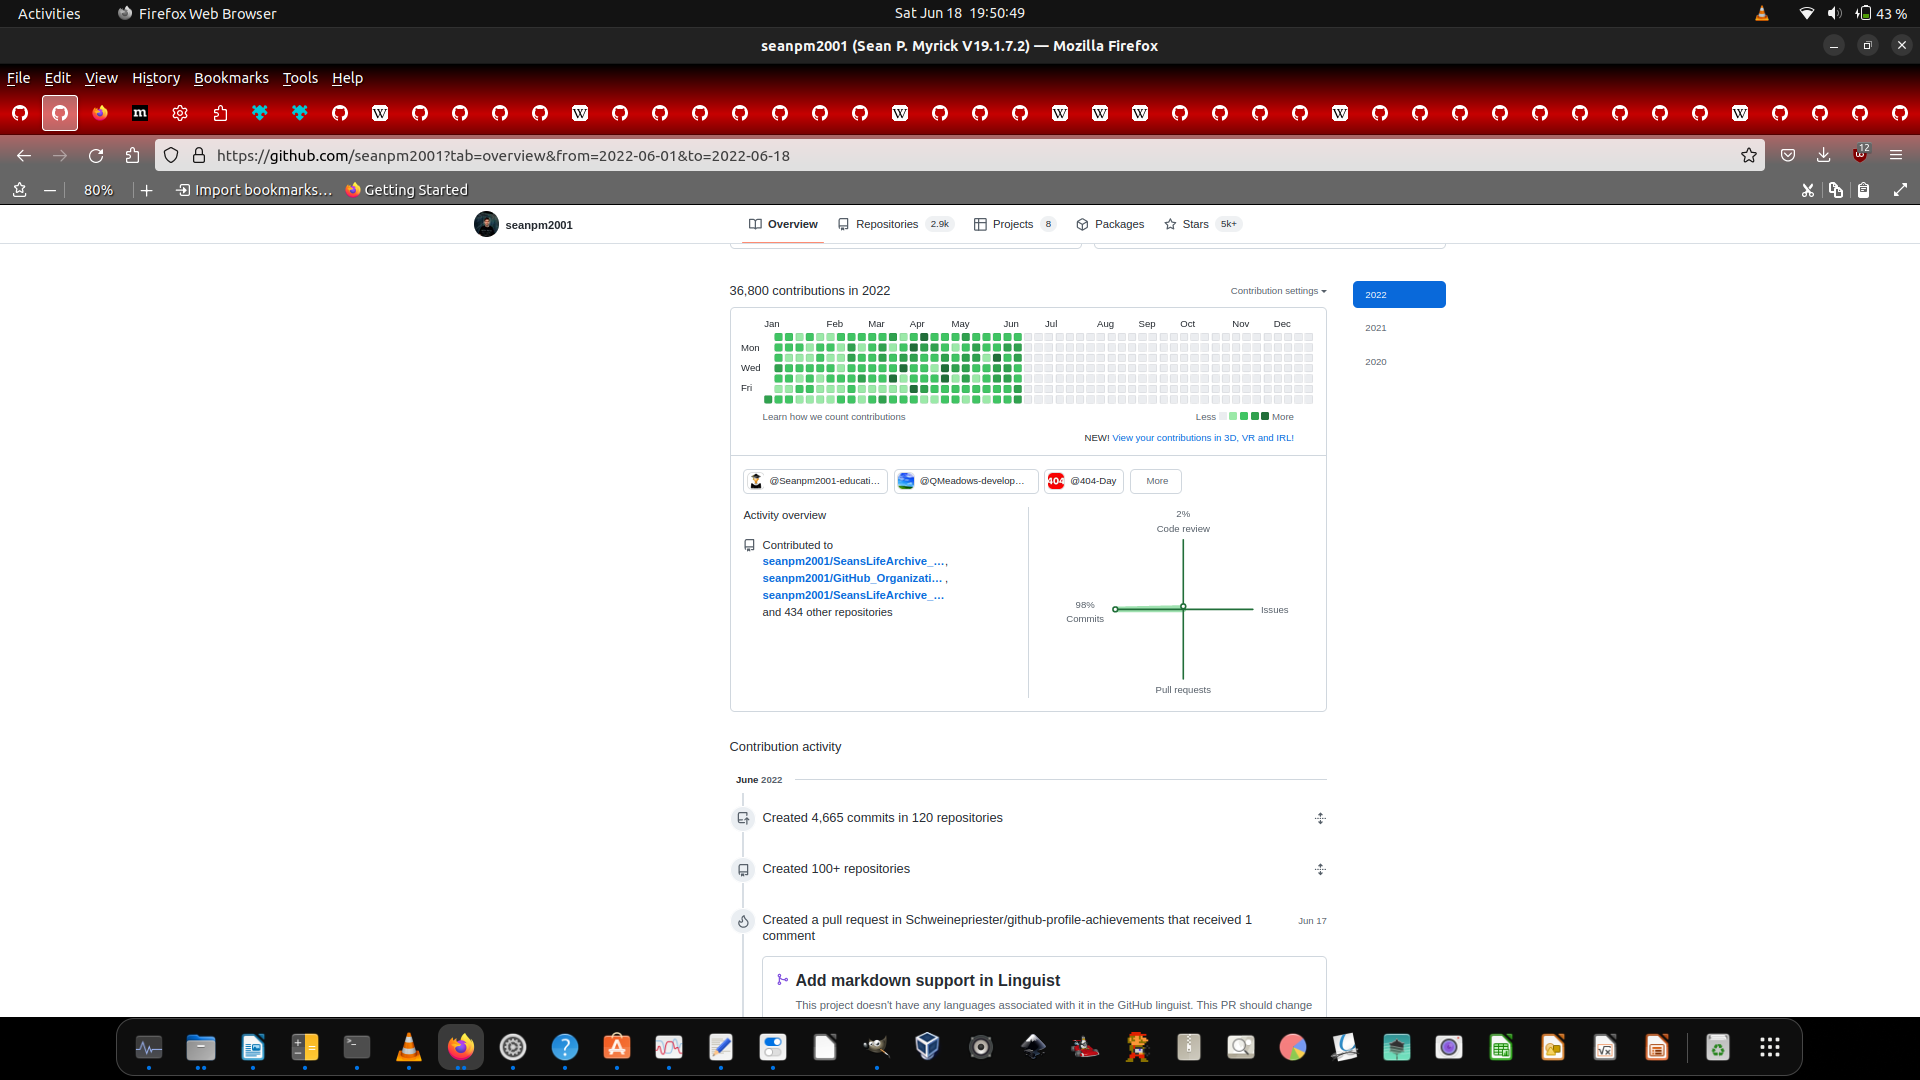 Activities
Firefox Web Browser
Sat Jun 18 19:50:49
43 %
seanpm2001 (Sean P. Myrick V19.1.7.2) — Mozilla Firefox
File Edit View History Bookmarks Tools Help
https://github.com/seanpm2001?tab=overview&from=2022-06-01&to=2022-06-18
12
80%
Import bookmarks…
Getting Started
seanpm2001
Overview
Repositories 2.9k
Projects 8
Packages
Stars 5k+
36,800 contributions in 2022
Contribution settings
2022
2021
2020
Jan Feb Mar Apr May Jun Jul Aug Sep Oct Nov Dec
Mon
Wed
Fri
Learn how we count contributions
Less More
NEW! View your contributions in 3D, VR and IRL!
@Seanpm2001-educati…
@QMeadows-develop…
404 @404-Day
More
Activity overview
Contributed to
seanpm2001/SeansLifeArchive_…,
seanpm2001/GitHub_Organizati… ,
seanpm2001/SeansLifeArchive_…
and 434 other repositories
2%
Code review
98%
Commits
Issues
Pull requests
Contribution activity
June 2022
Created 4,665 commits in 120 repositories
Created 100+ repositories
Created a pull request in Schweinepriester/github-profile-achievements that received 1
comment
Jun 17
Add markdown support in Linguist
This project doesn't have any languages associated with it in the GitHub linguist. This PR should change